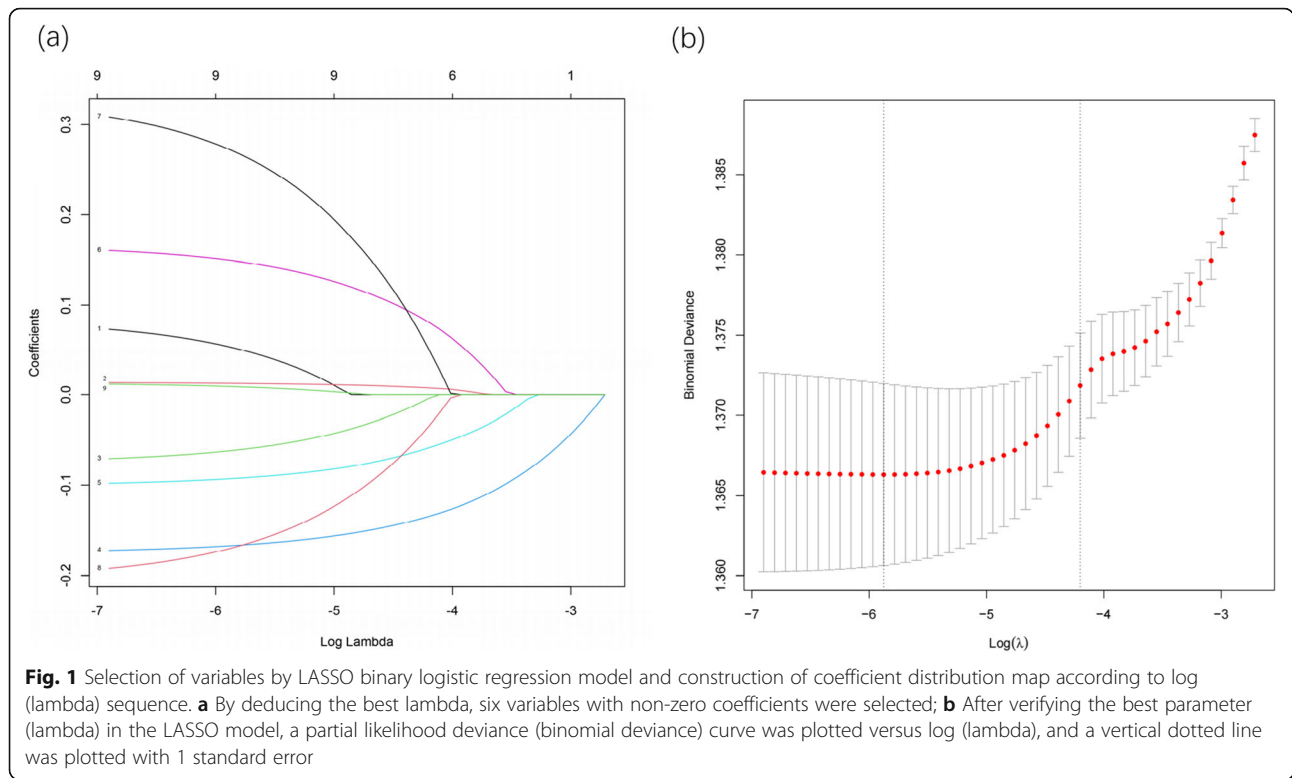 (a)
9 9 9 6 1
0.3
0.2
0.1
0.0
-0.1
-0.2
Coefficients
7
6
1
2
9
3
5
4
8
-7 -6 -5 -4 -3
Log Lambda
(b)
1.385
1.380
1.375
1.370
1.365
1.360
Binomial Deviance
−7 −6 −5 −4 −3
Log(λ)
Fig. 1 Selection of variables by LASSO binary logistic regression model and construction of coefficient distribution map according to log
(lambda) sequence. a By deducing the best lambda, six variables with non-zero coefficients were selected; b After verifying the best parameter
(lambda) in the LASSO model, a partial likelihood deviance (binomial deviance) curve was plotted versus log (lambda), and a vertical dotted line
was plotted with 1 standard error